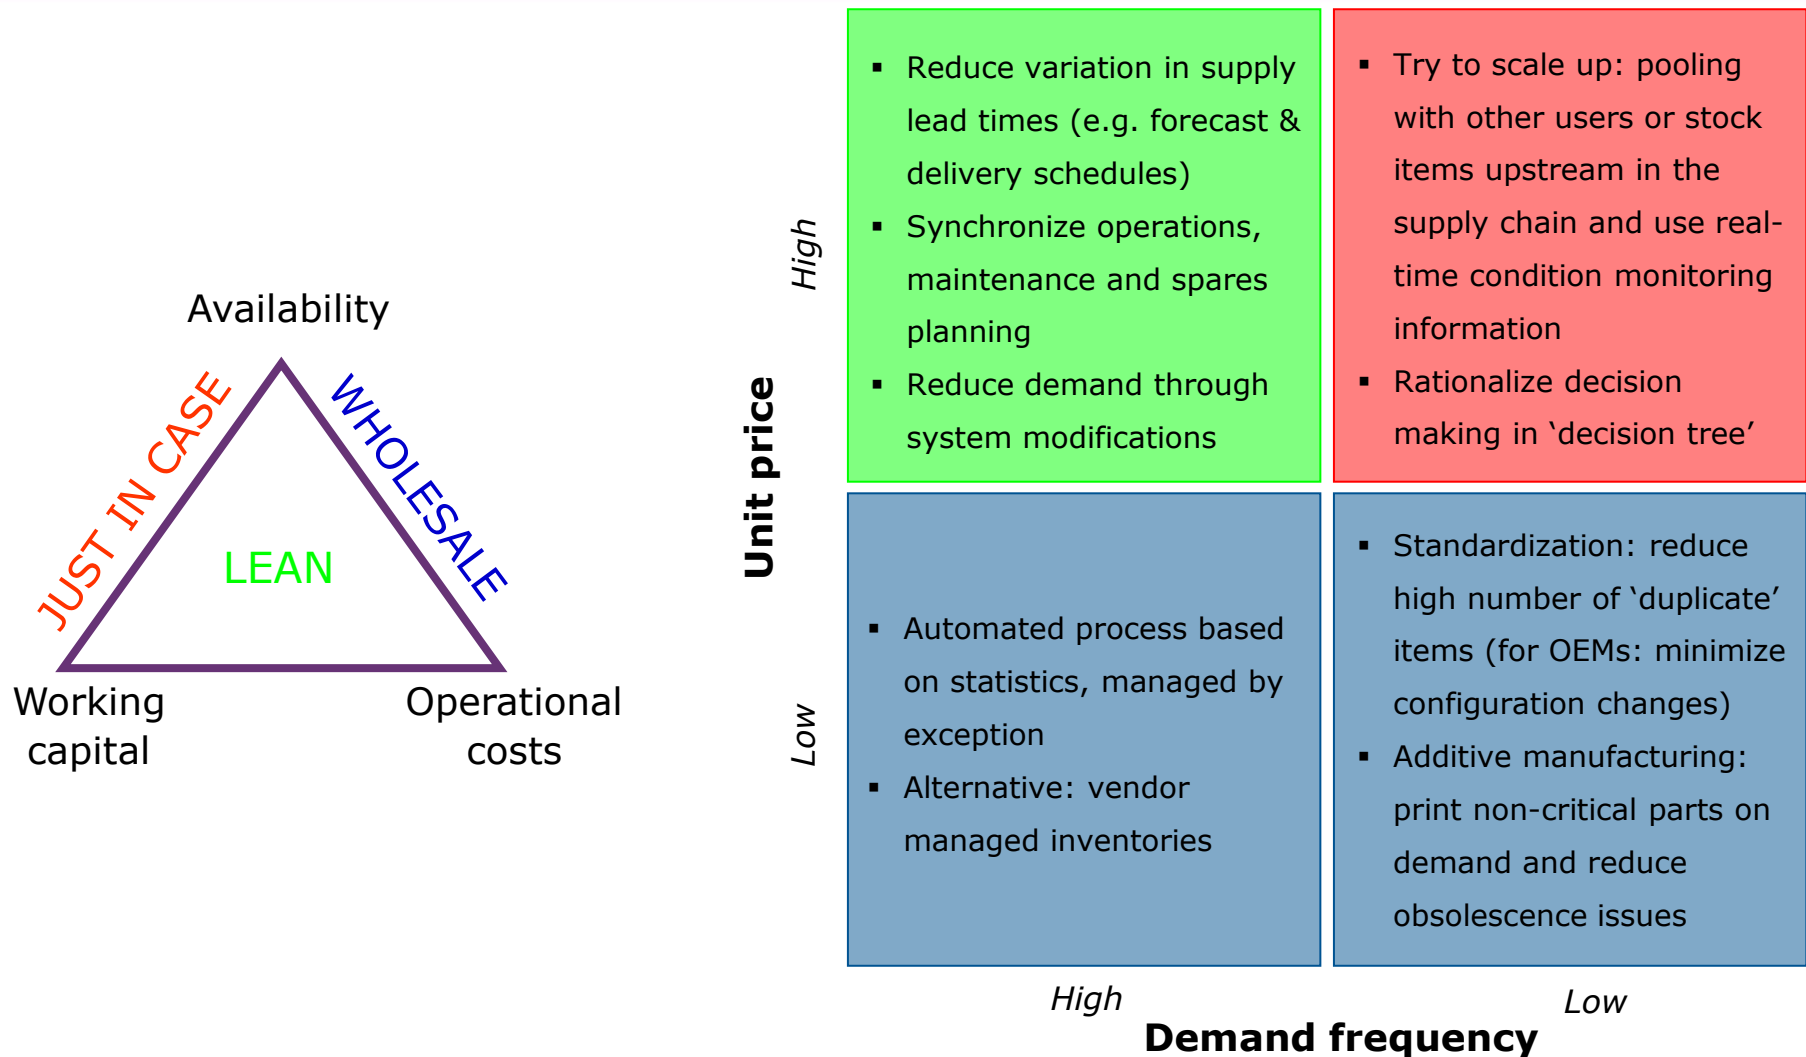 Availability
JUST IN CASE
WHOLESALE
LEAN
Working
capital
Operational
costs
Unit price
High
Low
▪ Reduce variation in supply
lead times (e.g. forecast &
delivery schedules)
▪ Synchronize operations,
maintenance and spares
planning
▪ Reduce demand through
system modifications
▪ Try to scale up: pooling
with other users or stock
items upstream in the
supply chain and use real-
time condition monitoring
information
▪ Rationalize decision
making in ‘decision tree’
▪ Automated process based
on statistics, managed by
exception
▪ Alternative: vendor
managed inventories
▪ Standardization: reduce
high number of ‘duplicate’
items (for OEMs: minimize
configuration changes)
▪ Additive manufacturing:
print non-critical parts on
demand and reduce
obsolescence issues
High
Low
Demand frequency